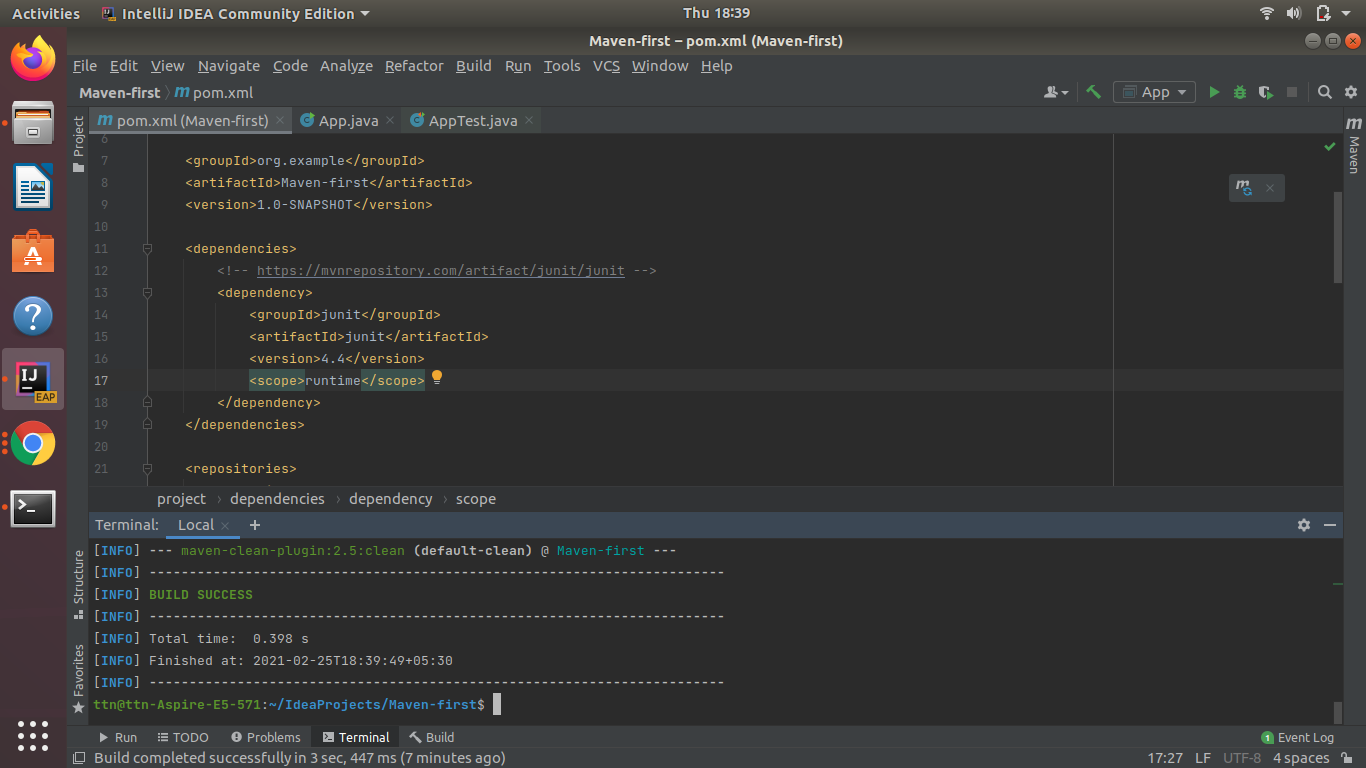 Activities IntelliJ IDEA Community Edition Thu 18:39
Maven-first – pom.xml (Maven-first)
File Edit View Navigate Code Analyze Refactor Build Run Tools VCS Window Help
Maven-first m pom.xml App
m pom.xml (Maven-first) App.java AppTest.java
Project
m Maven
6
7 <groupId>org.example</groupId>
8 <artifactId>Maven-first</artifactId>
9 <version>1.0-SNAPSHOT</version>
10
11 <dependencies>
12 <!-- https://mvnrepository.com/artifact/junit/junit -->
13 <dependency>
14 <groupId>junit</groupId>
15 <artifactId>junit</artifactId>
16 <version>4.4</version>
17 <scope>runtime</scope>
18 </dependency>
19 </dependencies>
20
21 <repositories>
IJ
EAP
project › dependencies › dependency › scope
Terminal: Local × +
[INFO] --- maven-clean-plugin:2.5:clean (default-clean) @ Maven-first ---
[INFO] ------------------------------------------------------------------------
[INFO] BUILD SUCCESS
[INFO] ------------------------------------------------------------------------
[INFO] Total time:  0.398 s
[INFO] Finished at: 2021-02-25T18:39:49+05:30
[INFO] ------------------------------------------------------------------------
ttn@ttn-Aspire-E5-571:~/IdeaProjects/Maven-first$
Structure
Favorites
Run TODO Problems Terminal Build 1 Event Log
Build completed successfully in 3 sec, 447 ms (7 minutes ago) 17:27 LF UTF-8 4 spaces